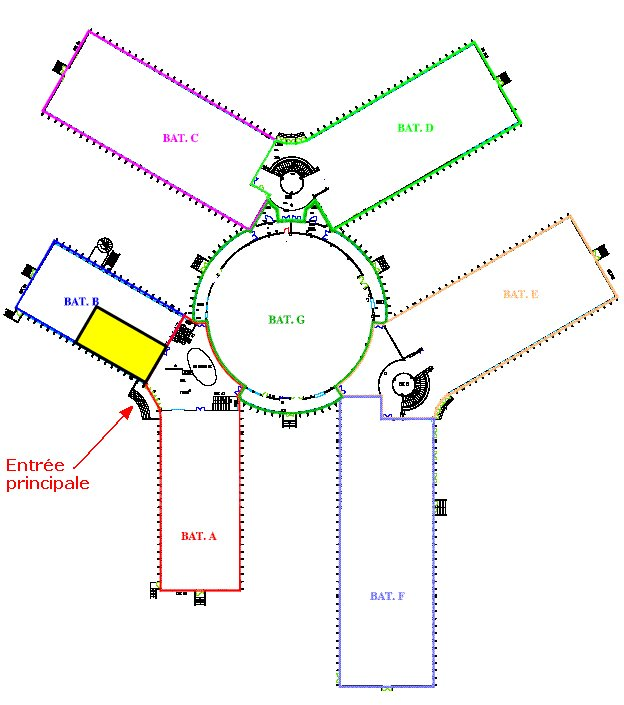 BAT. C
BAT. D
BAT. B
BAT. E
BAT. G
Entrée
principale
BAT. A
BAT. F